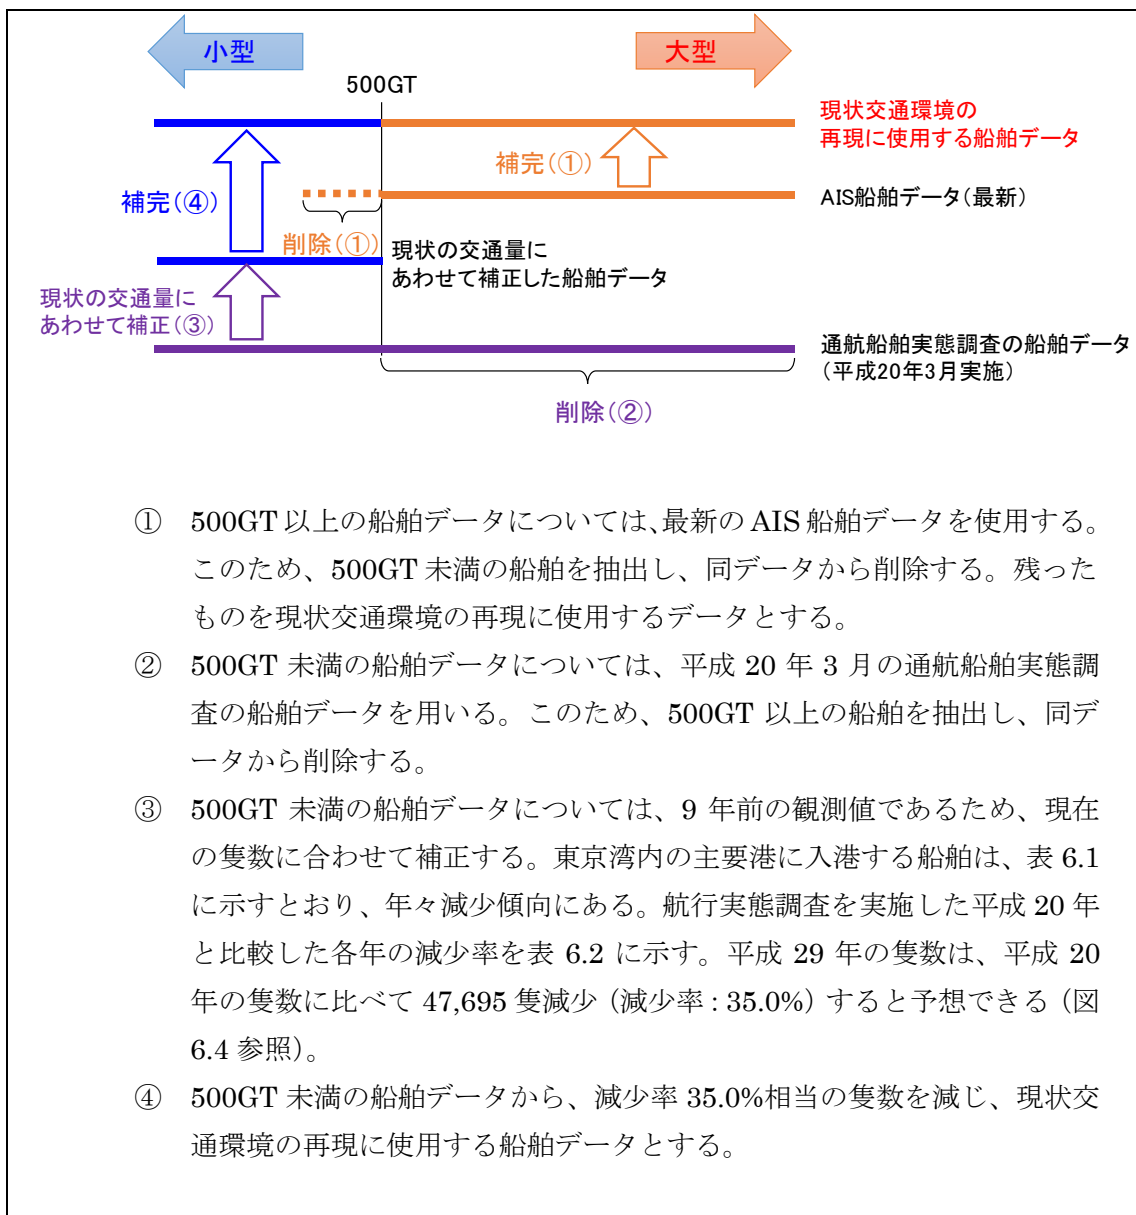 小型
大型
500GT
現状交通環境の
再現に使用する船舶データ
補完(①)
補完(④)
AIS船舶データ(最新)
削除(①)
現状の交通量に
あわせて補正した船舶データ
現状の交通量に
あわせて補正(③)
通航船舶実態調査の船舶データ
(平成20年3月実施)
削除(②)
① 500GT以上の船舶データについては、最新のAIS船舶データを使用する。
このため、500GT未満の船舶を抽出し、同データから削除する。残った
ものを現状交通環境の再現に使用するデータとする。
② 500GT 未満の船舶データについては、平成 20 年 3 月の通航船舶実態調
査の船舶データを用いる。このため、500GT 以上の船舶を抽出し、同デ
ータから削除する。
③ 500GT 未満の船舶データについては、9 年前の観測値であるため、現在
の隻数に合わせて補正する。東京湾内の主要港に入港する船舶は、表 6.1
に示すとおり、年々減少傾向にある。航行実態調査を実施した平成 20 年
と比較した各年の減少率を表 6.2 に示す。平成 29 年の隻数は、平成 20
年の隻数に比べて 47,695 隻減少（減少率：35.0%）すると予想できる（図
6.4 参照）。
④ 500GT 未満の船舶データから、減少率 35.0%相当の隻数を減じ、現状交
通環境の再現に使用する船舶データとする。